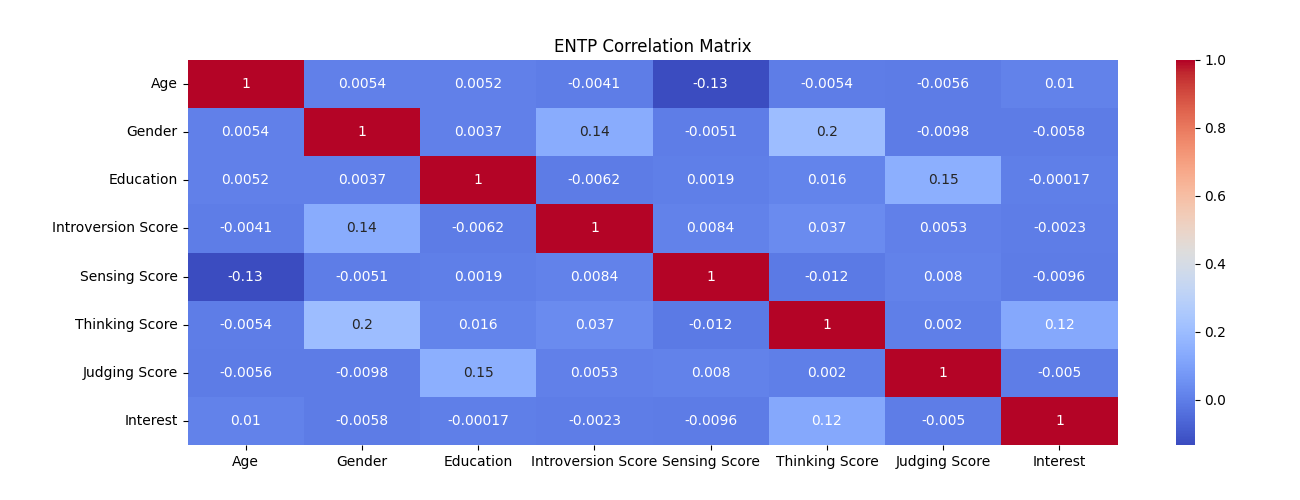 ENTP Correlation Matrix
Age 1 0.0054 0.0052 -0.0041 -0.13 -0.0054 -0.0056 0.01
Gender 0.0054 1 0.0037 0.14 -0.0051 0.2 -0.0098 -0.0058
Education 0.0052 0.0037 1 -0.0062 0.0019 0.016 0.15 -0.00017
Introversion Score -0.0041 0.14 -0.0062 1 0.0084 0.037 0.0053 -0.0023
Sensing Score -0.13 -0.0051 0.0019 0.0084 1 -0.012 0.008 -0.0096
Thinking Score -0.0054 0.2 0.016 0.037 -0.012 1 0.002 0.12
Judging Score -0.0056 -0.0098 0.15 0.0053 0.008 0.002 1 -0.005
Interest 0.01 -0.0058 -0.00017 -0.0023 -0.0096 0.12 -0.005 1
Age Gender Education Introversion Score Sensing Score Thinking Score Judging Score Interest
1.0
0.8
0.6
0.4
0.2
0.0